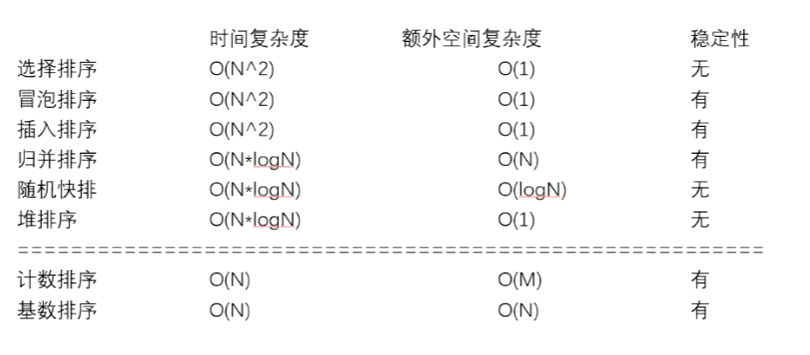 时间复杂度 额外空间复杂度 稳定性
选择排序 O(N^2) O(1) 无
冒泡排序 O(N^2) O(1) 有
插入排序 O(N^2) O(1) 有
归并排序 O(N*logN) O(N) 有
随机快排 O(N*logN) O(logN) 无
堆排序 O(N*logN) O(1) 无
=========================================================
计数排序 O(N) O(M) 有
基数排序 O(N) O(N) 有